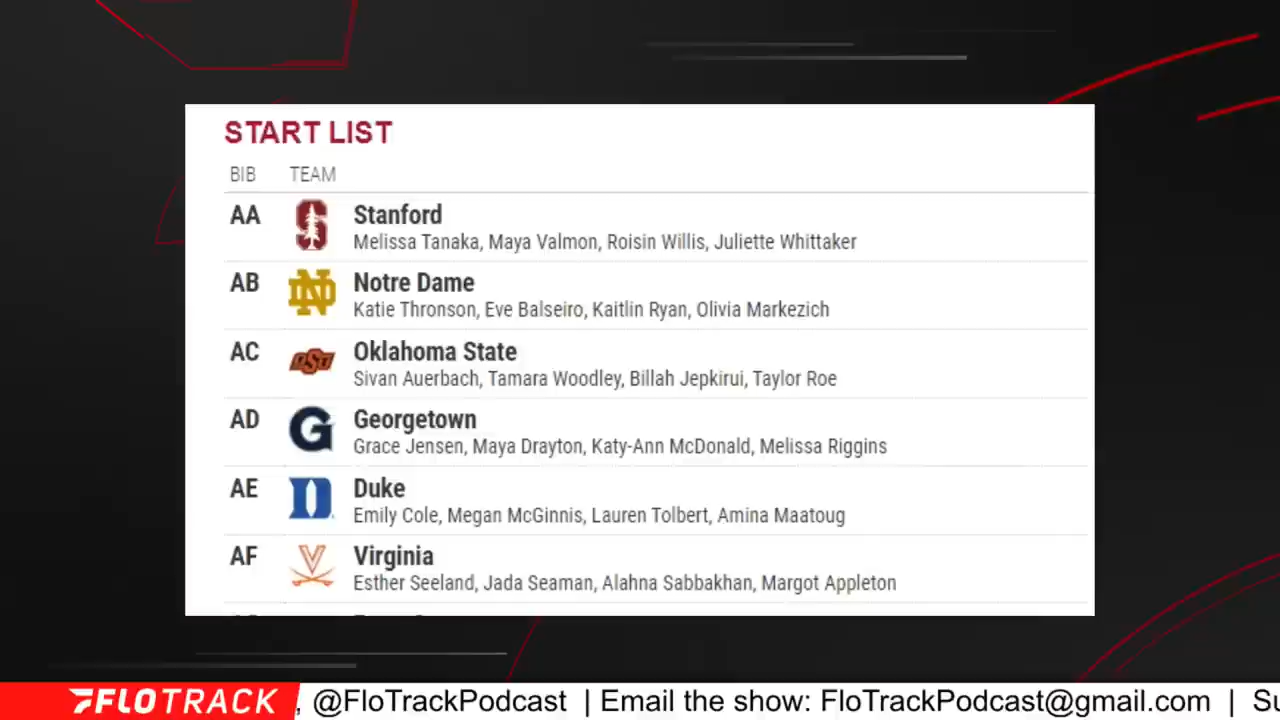 START LIST
BIB TEAM
AA Stanford
Melissa Tanaka, Maya Valmon, Roisin Willis, Juliette Whittaker
AB Notre Dame
Katie Thronson, Eve Balseiro, Kaitlin Ryan, Olivia Markezich
AC Oklahoma State
OSU
Sivan Auerbach, Tamara Woodley, Billah Jepkirui, Taylor Roe
AD Georgetown
G
Grace Jensen, Maya Drayton, Katy-Ann McDonald, Melissa Riggins
AE Duke
D
Emily Cole, Megan McGinnis, Lauren Tolbert, Amina Maatoug
AF Virginia
V
Esther Seeland, Jada Seaman, Alahna Sabbakhan, Margot Appleton
FLOTRACK , @FloTrackPodcast | Email the show: FloTrackPodcast@gmail.com | Su